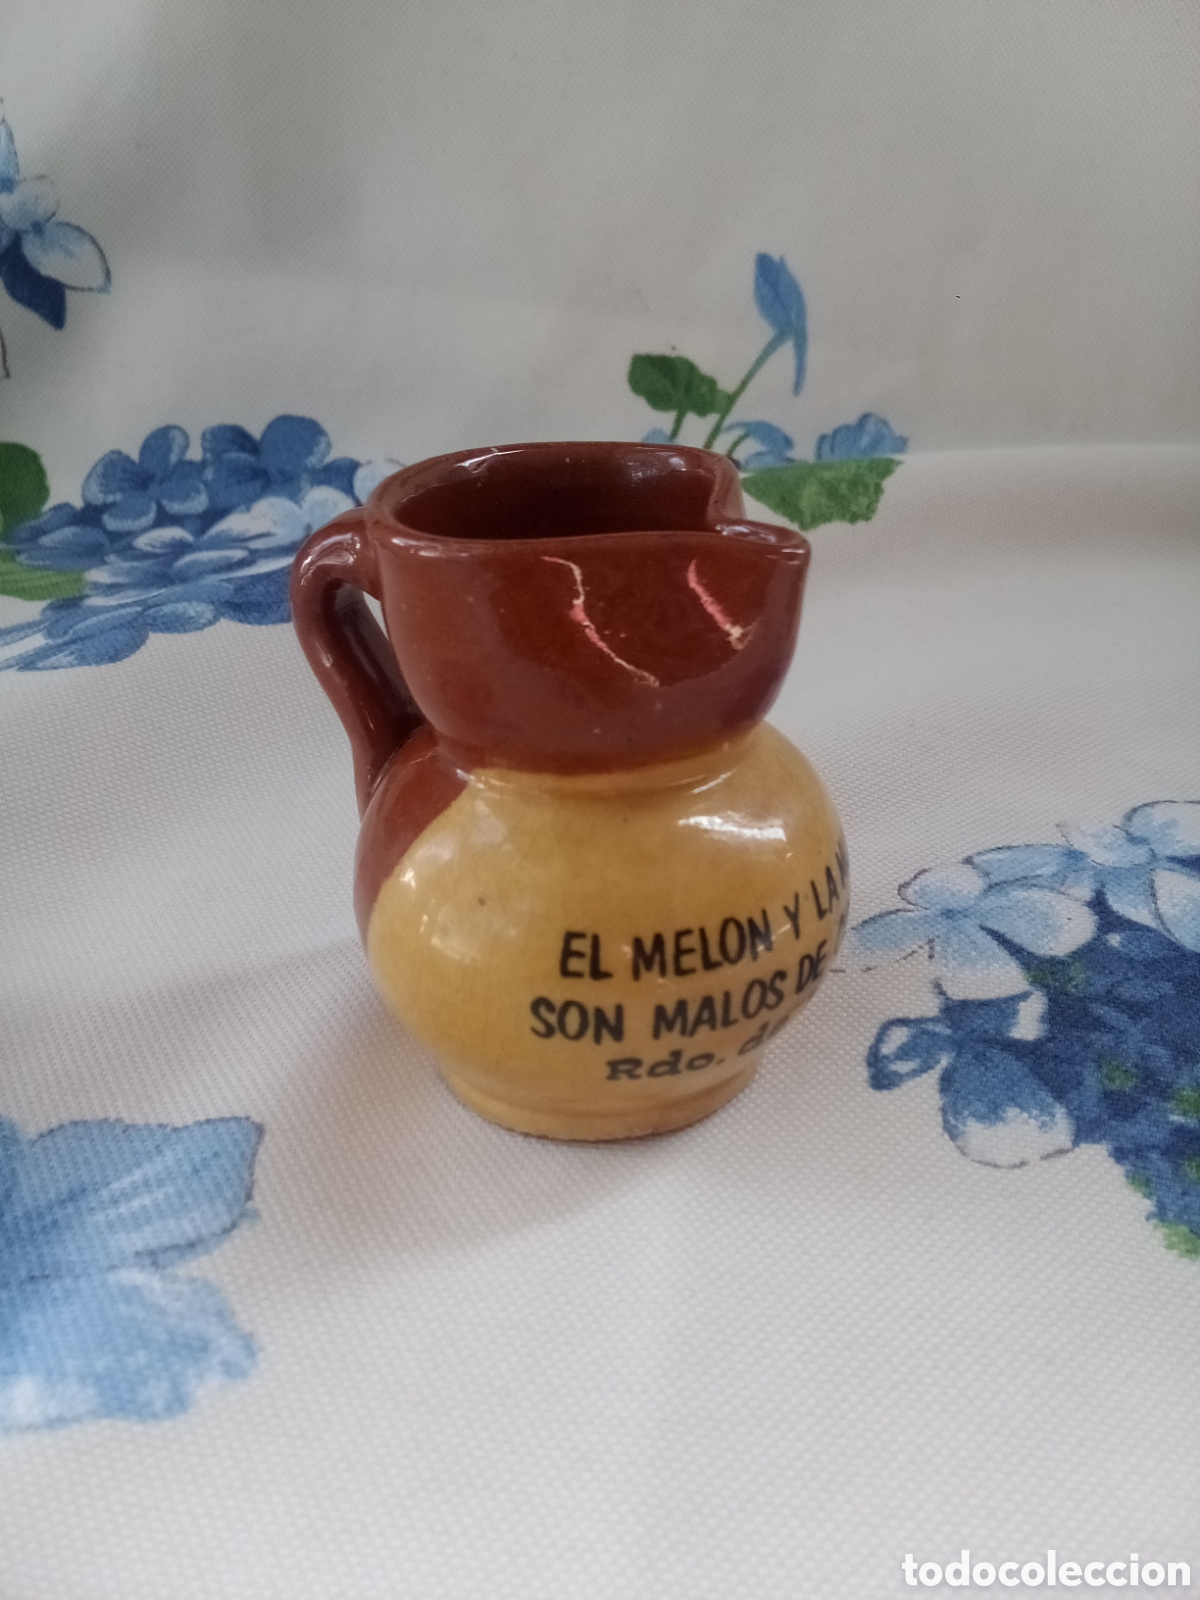 EL MELON Y LA
SON MALOS DE
Rdo. de
todocoleccion